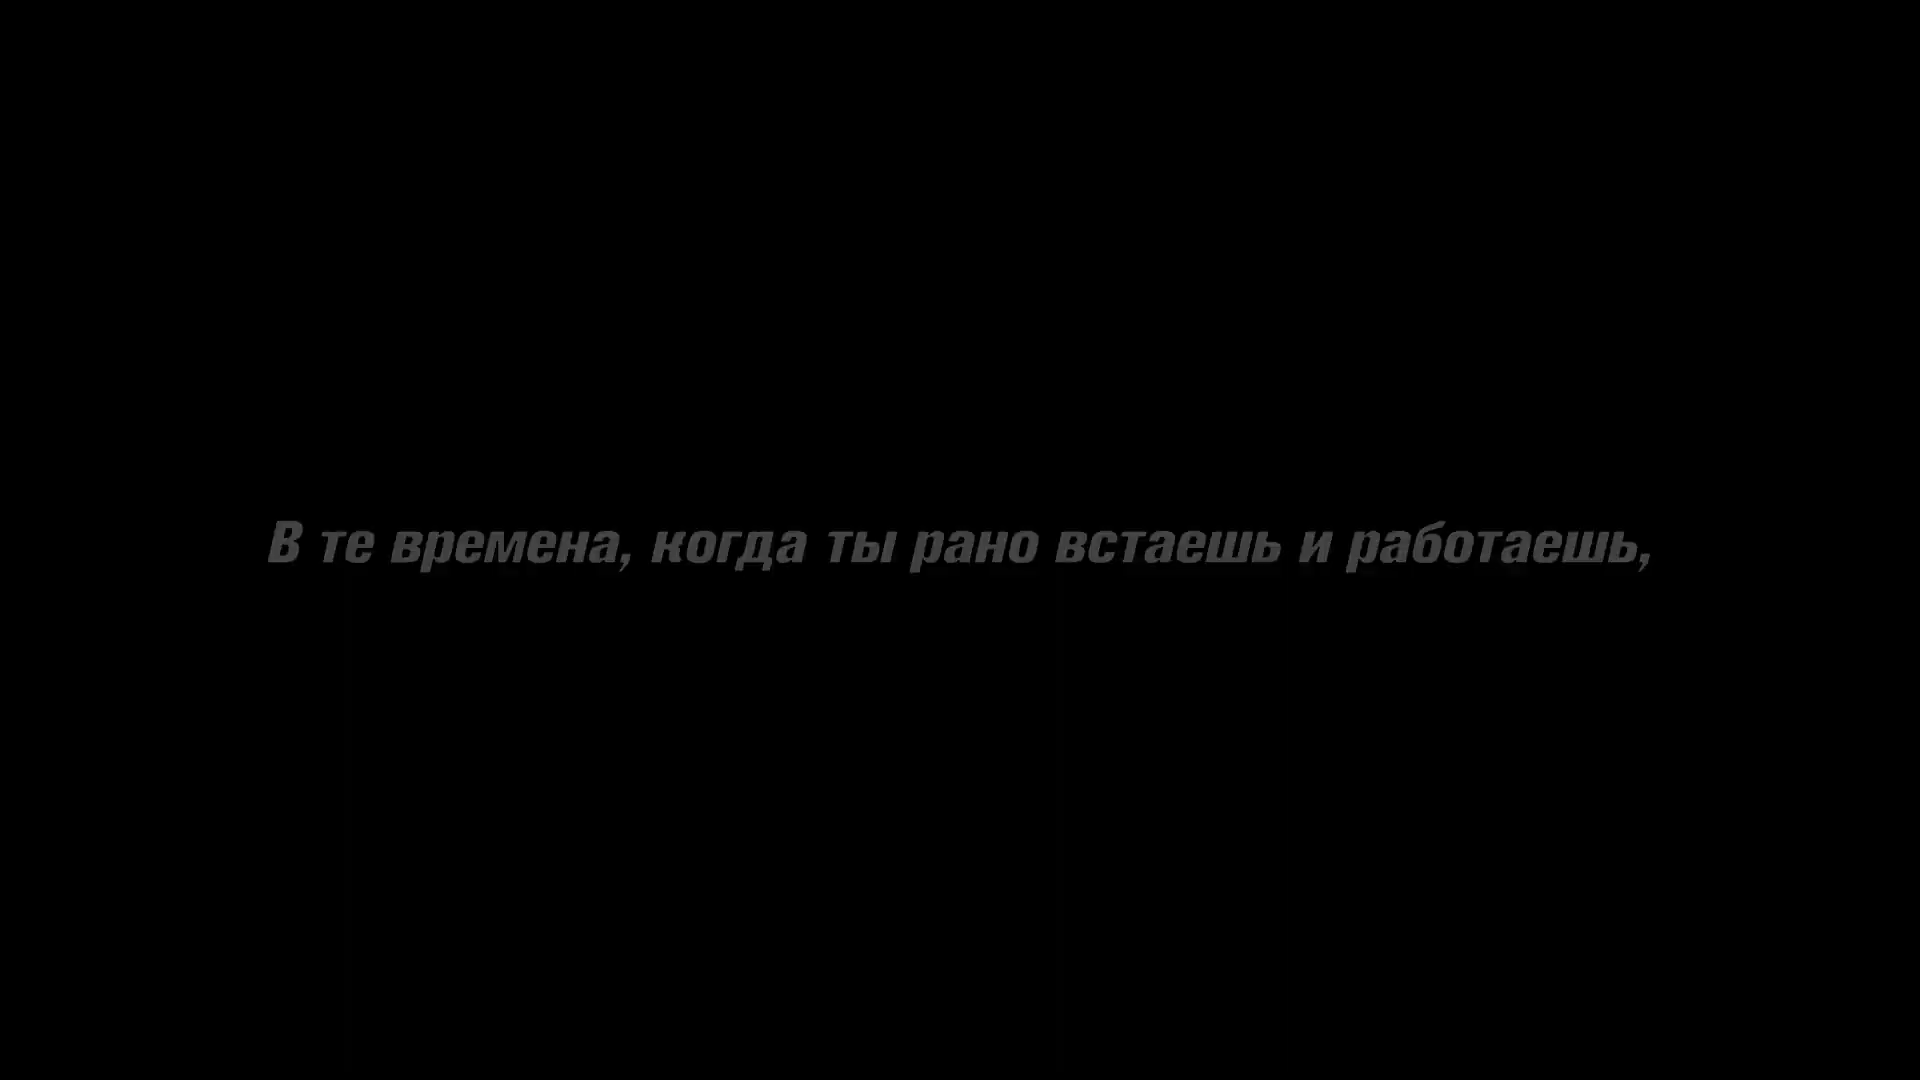 В те времена, когда ты рано встаешь и работаешь,